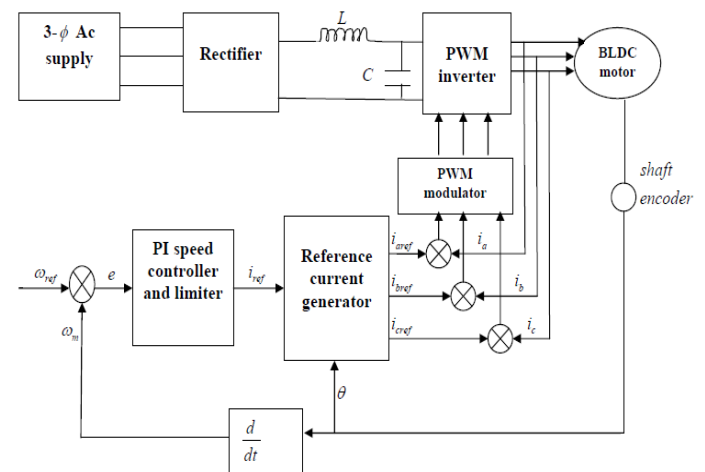 3-ϕ Ac
supply
Rectifier
L
C
PWM
inverter
BLDC
motor
shaft
encoder
PWM
modulator
ω_ref
e
PI speed
controller
and limiter
i_ref
Reference
current
generator
i_aref
i_a
i_bref
i_b
i_cref
i_c
ω_m
θ
d
dt